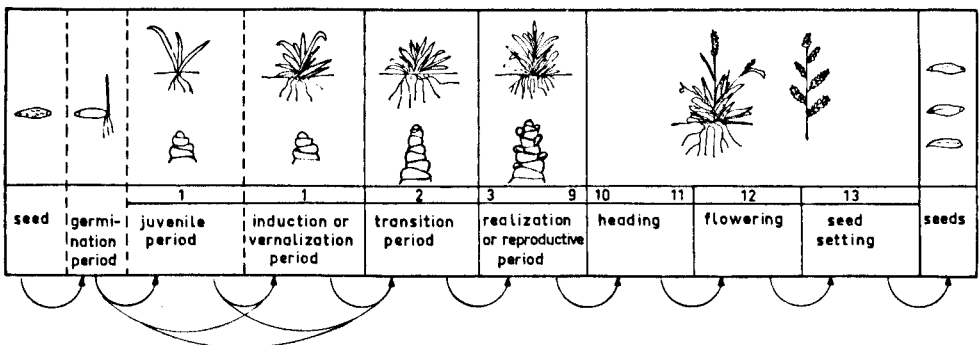 1 1 2 3 9 10 11 12 13
seed
germi-
nation
period
juvenile
period
induction or
vernalization
period
transition
period
realization
or reproductive
period
heading
flowering
seed
setting
seeds